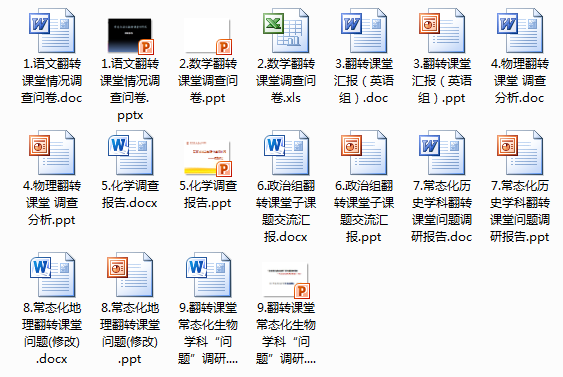 1.语文翻转
课堂情况调
查问卷.doc
1.语文翻转
课堂情况调
查问卷.
pptx
2.数学翻转
课堂调查问
卷.ppt
2.数学翻转
课堂调查问
卷.xls
3.翻转课堂
汇报（英语
组）.doc
3.翻转课堂
汇报（英语
组）.ppt
4.物理翻转
课堂 调查
分析.doc
4.物理翻转
课堂 调查
分析.ppt
5.化学调查
报告.docx
5.化学调查
报告.ppt
6.政治组翻
转课堂子课
题交流汇
报.docx
6.政治组翻
转课堂子课
题交流汇
报.ppt
7.常态化历
史学科翻转
课堂问题调
研报告.doc
7.常态化历
史学科翻转
课堂问题调
研报告.ppt
8.常态化地
理翻转课堂
问题(修改)
.docx
8.常态化地
理翻转课堂
问题(修改)
.ppt
9.翻转课堂
常态化生物
学科“问
题”调研....
9.翻转课堂
常态化生物
学科“问
题”调研....